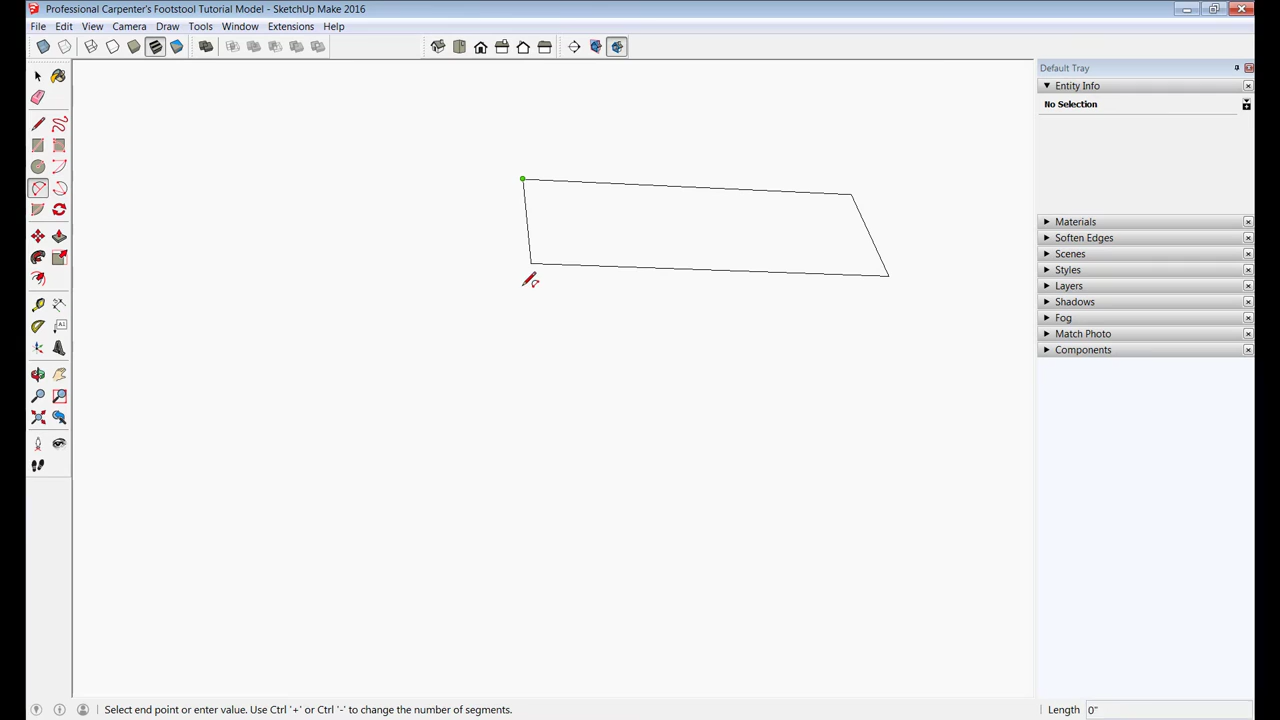 Professional Carpenter's Footstool Tutorial Model - SketchUp Make 2016
File Edit View Camera Draw Tools Window Extensions Help
Default Tray
Entity Info
No Selection
Materials
Soften Edges
Scenes
Styles
Layers
Shadows
Fog
Match Photo
Components
Select end point or enter value. Use Ctrl '+' or Ctrl '-' to change the number of segments.
Length 0"